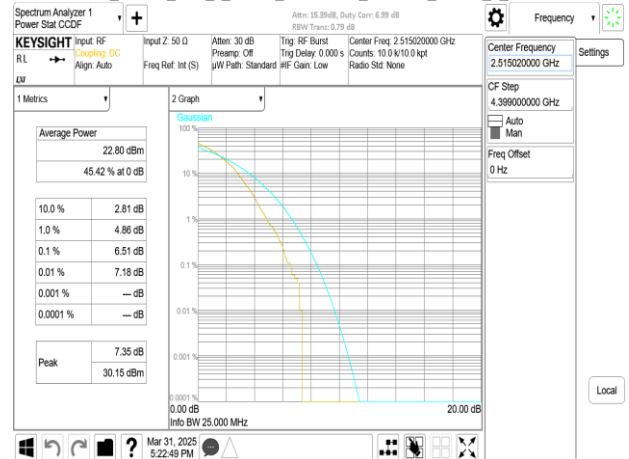 Spectrum Analyzer 1
Power Stat CCDF
Attn: 15.39dB, Duty Corr: 6.99 dB
RBW Trans: 0.79 dB
Frequency
KEYSIGHT
RL
Input: RF
Coupling: DC
Align: Auto
Input Z: 50 Ω
Freq Ref: Int (S)
Atten: 30 dB
Preamp: Off
µW Path: Standard
Trig: RF Burst
Trig Delay: 0.000 s
#IF Gain: Low
Center Freq: 2.515020000 GHz
Counts: 10.0 k/10.0 kpt
Radio Std: None
Center Frequency
2.515020000 GHz
Settings
CF Step
4.399000000 GHz
Auto
Man
Freq Offset
0 Hz
Local
1 Metrics
Average Power
22.80 dBm
45.42 % at 0 dB
10.0 % 2.81 dB
1.0 % 4.86 dB
0.1 % 6.51 dB
0.01 % 7.18 dB
0.001 % — dB
0.0001 % — dB
Peak
7.35 dB
30.15 dBm
2 Graph
Gaussian
100 %
10 %
1 %
0.1 %
0.01 %
0.001 %
0.0001 %
0.00 dB 20.00 dB
Info BW 25.000 MHz
Mar 31, 2025
5:22:49 PM